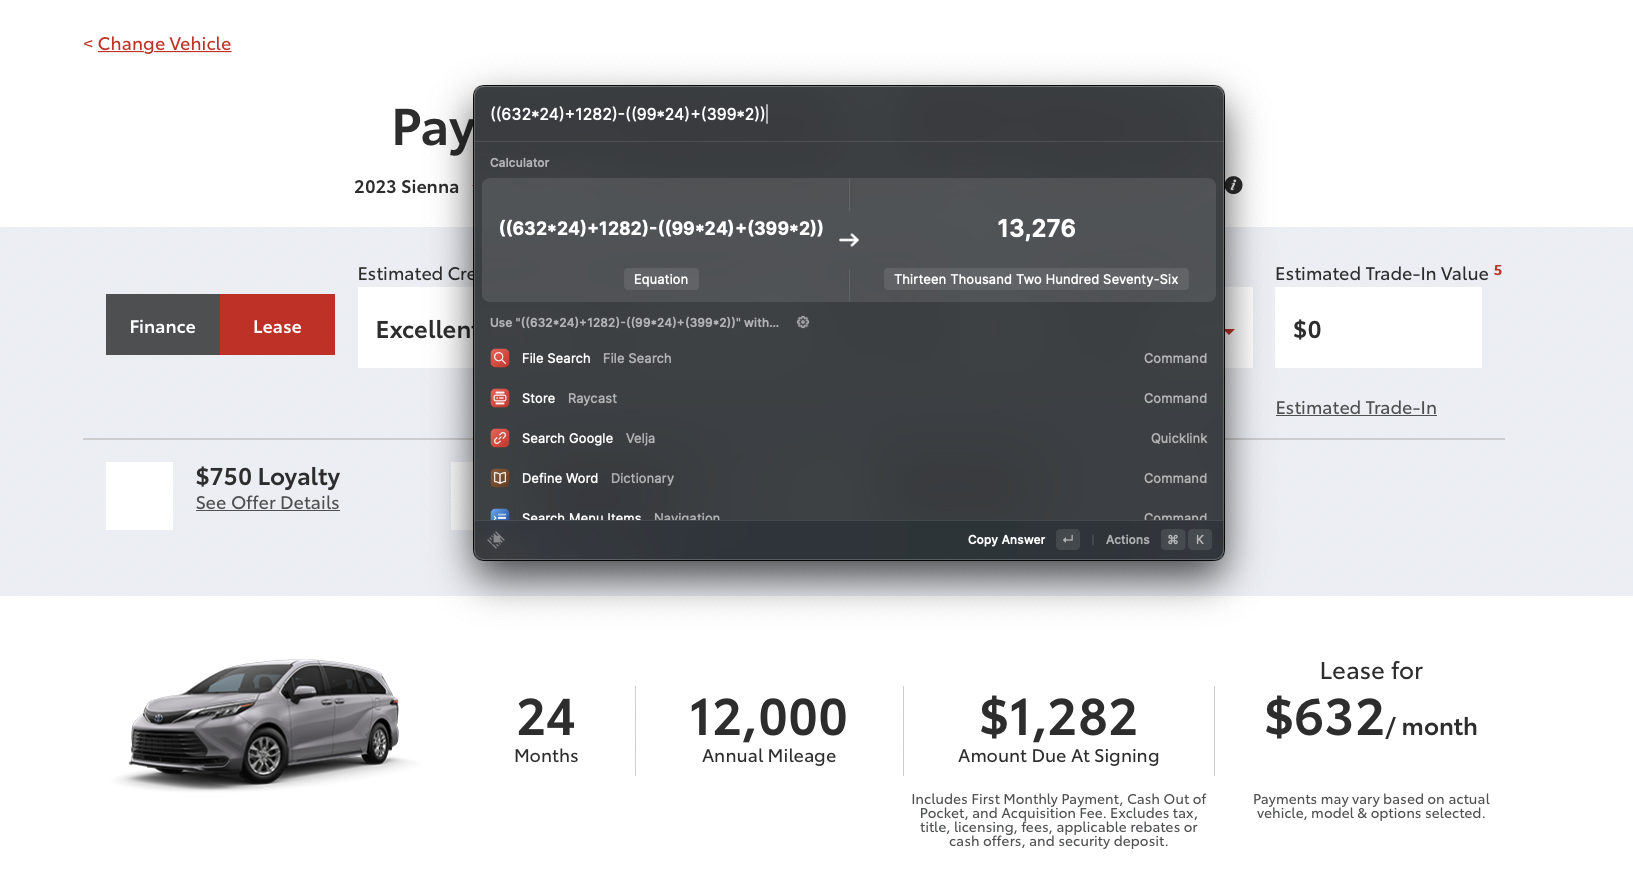 < Change Vehicle
Pay
2023 Sienna
((632*24)+1282)-((99*24)+(399*2))
Calculator
((632*24)+1282)-((99*24)+(399*2))
→
13,276
Equation
Thirteen Thousand Two Hundred Seventy-Six
Use "((632*24)+1282)-((99*24)+(399*2))" with...
File Search File Search Command
Store Raycast Command
Search Google Velja Quicklink
Define Word Dictionary Command
Search Menu Items Navigation Command
Copy Answer ↵ Actions ⌘ K
Finance
Lease
Estimated Cre
Excellent
Estimated Trade-In Value 5
$0
Estimated Trade-In
$750 Loyalty
See Offer Details
24
Months
12,000
Annual Mileage
$1,282
Amount Due At Signing
Includes First Monthly Payment, Cash Out of
Pocket, and Acquisition Fee. Excludes tax,
title, licensing, fees, applicable rebates or
cash offers, and security deposit.
Lease for
$632/ month
Payments may vary based on actual
vehicle, model & options selected.